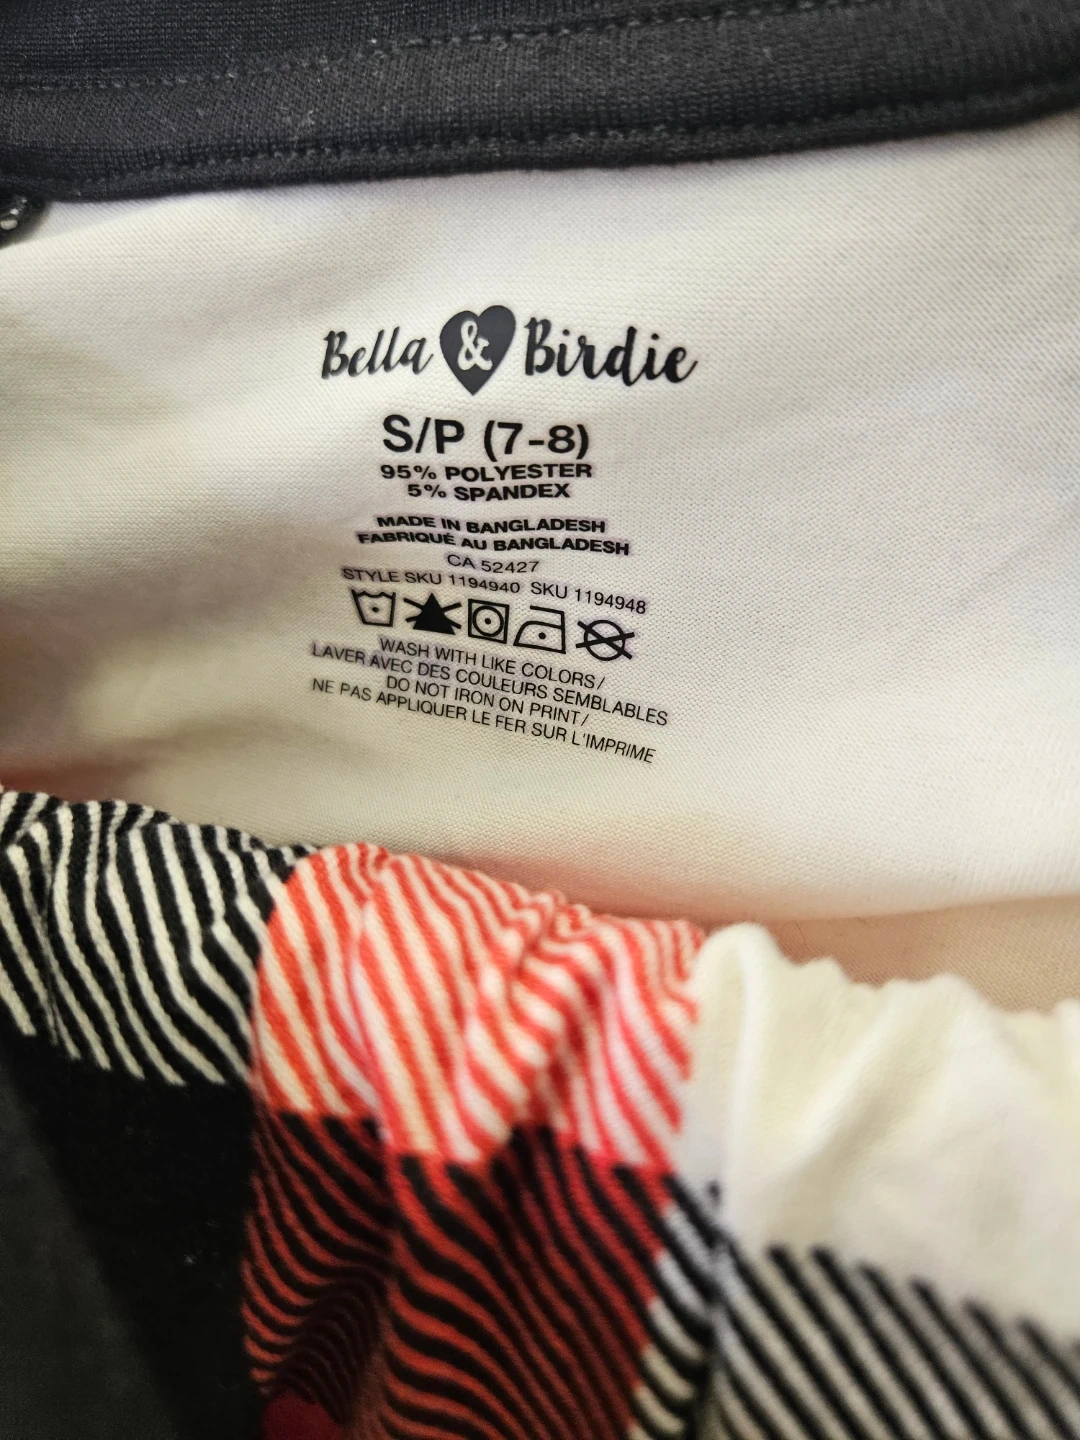 Bella & Birdie
S/P (7-8)
95% POLYESTER
5% SPANDEX
MADE IN BANGLADESH
FABRIQUÉ AU BANGLADESH
CA 52427
STYLE SKU 1194940 SKU 1194948
WASH WITH LIKE COLORS/
LAVER AVEC DES COULEURS SEMBLABLES
DO NOT IRON ON PRINT/
NE PAS APPLIQUER LE FER SUR L'IMPRIME